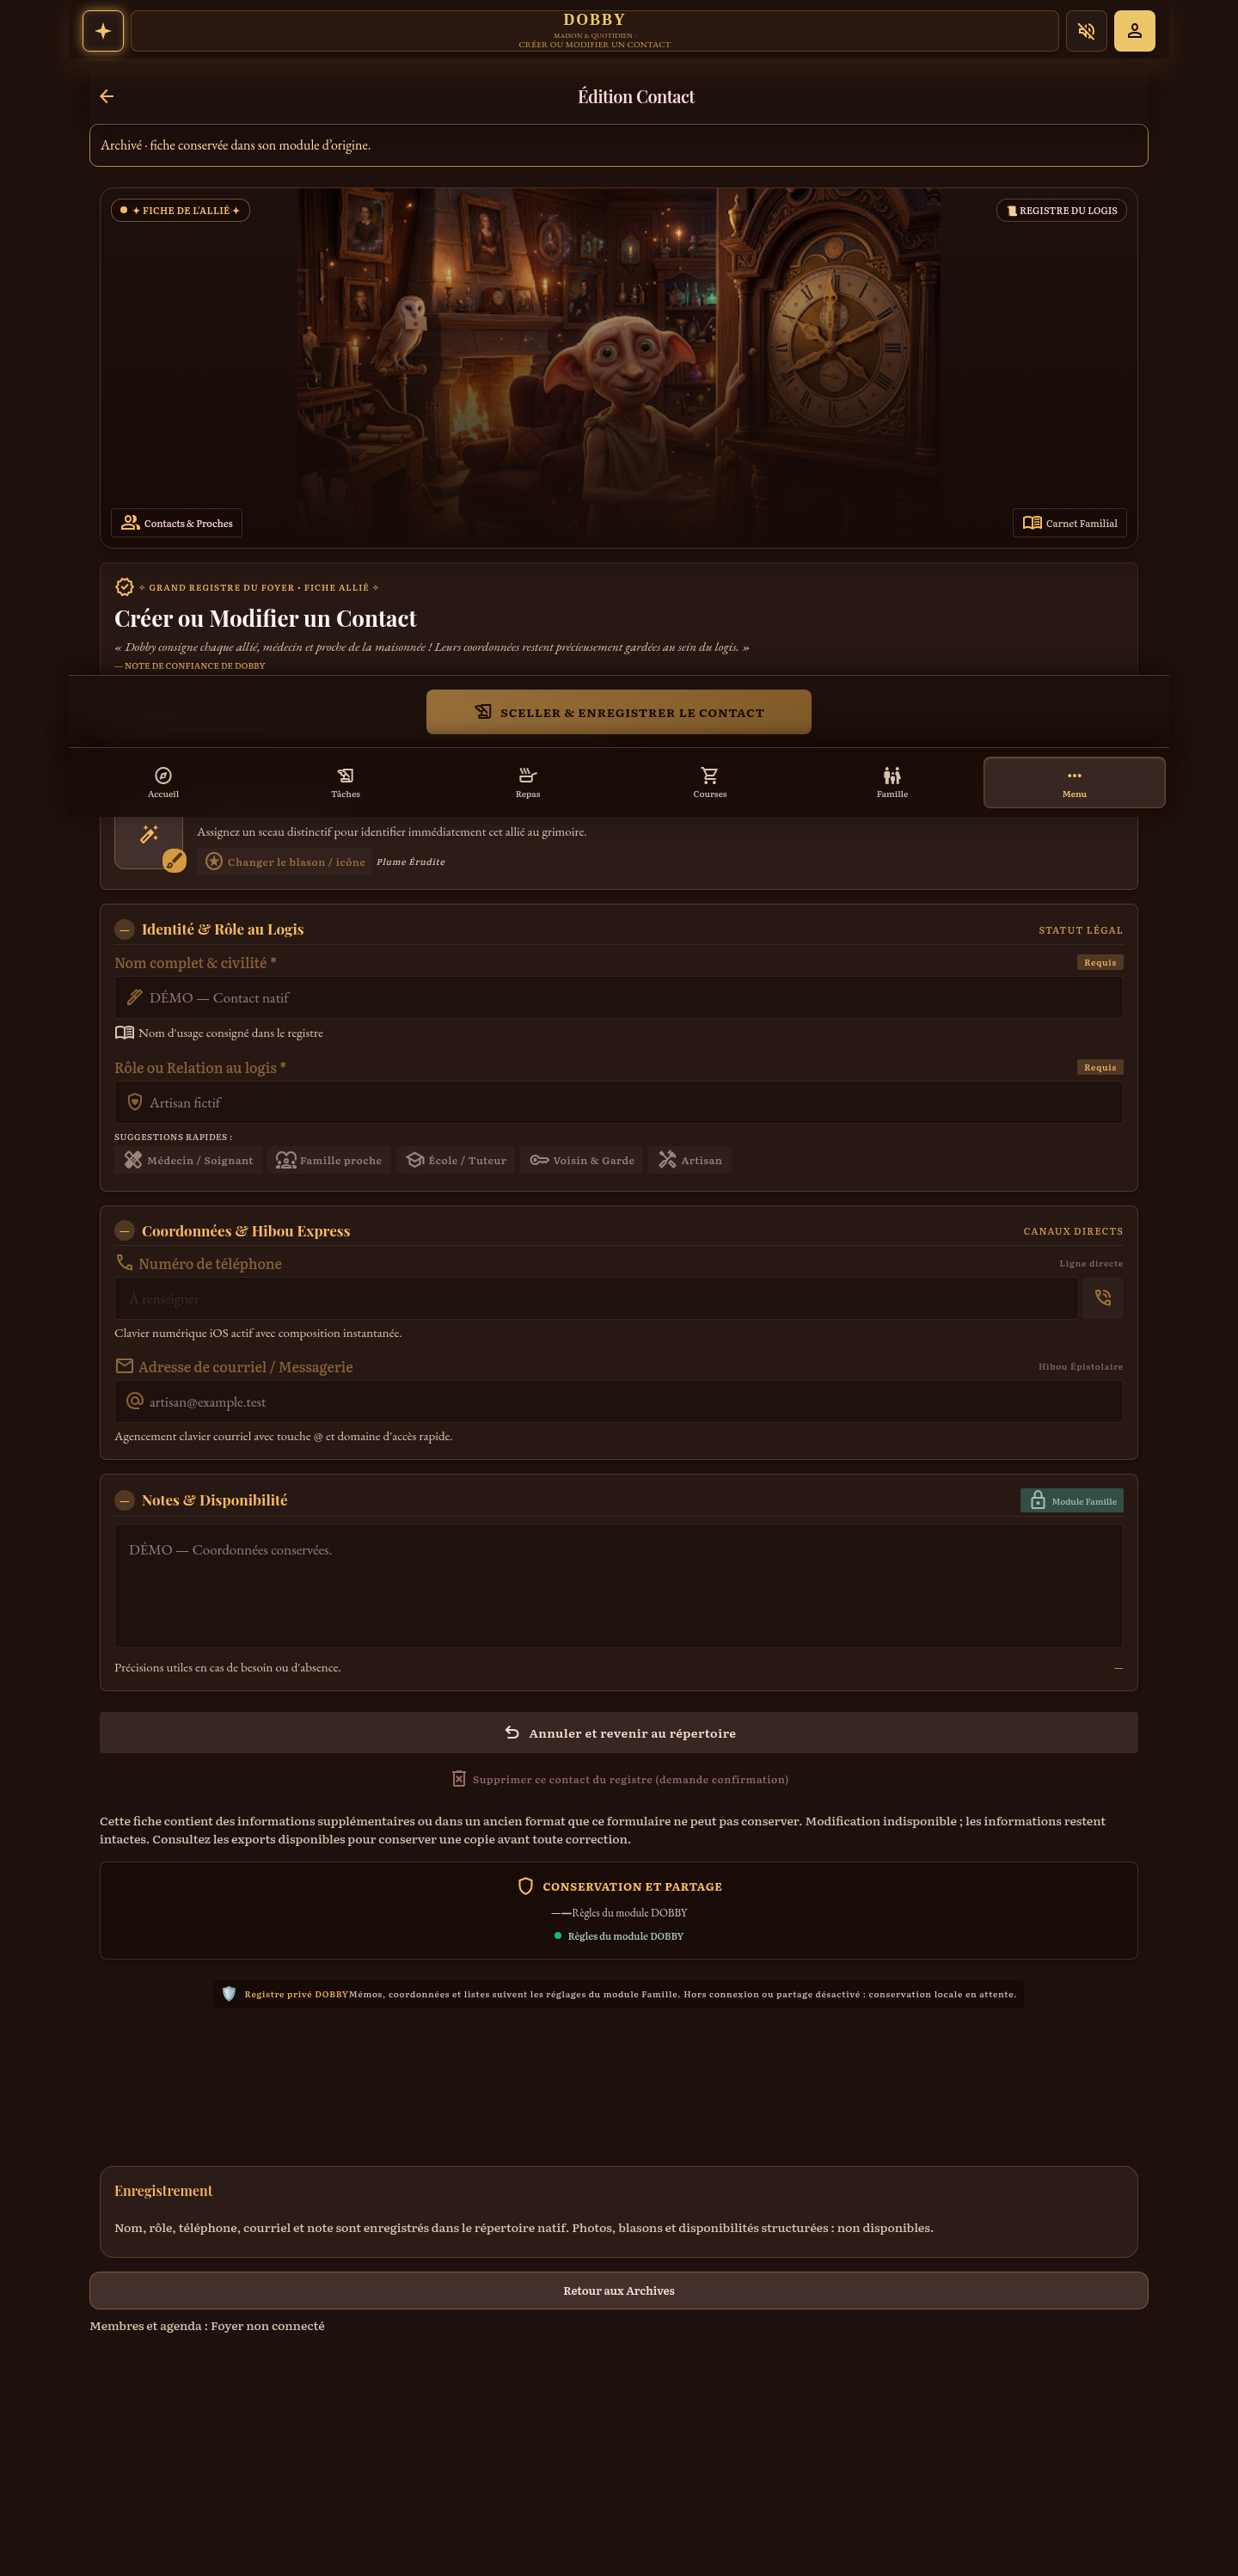 DOBBY
MAISON & QUOTIDIEN ·
CRÉER OU MODIFIER UN CONTACT
Édition Contact
Archivé · fiche conservée dans son module d’origine.
✦ FICHE DE L'ALLIÉ ✦
📜 REGISTRE DU LOGIS
Contacts & Proches
Carnet Familial
✧ GRAND REGISTRE DU FOYER • FICHE ALLIÉ ✧
Créer ou Modifier un Contact
« Dobby consigne chaque allié, médecin et proche de la maisonnée ! Leurs coordonnées restent précieusement gardées au sein du logis. »
— NOTE DE CONFIANCE DE DOBBY
SCELLER & ENREGISTRER LE CONTACT
Accueil
Tâches
Repas
Courses
Famille
Menu
Assignez un sceau distinctif pour identifier immédiatement cet allié au grimoire.
Changer le blason / icône
Plume Érudite
— Identité & Rôle au Logis
STATUT LÉGAL
Nom complet & civilité *
Requis
DÉMO — Contact natif
Nom d'usage consigné dans le registre
Rôle ou Relation au logis *
Requis
Artisan fictif
SUGGESTIONS RAPIDES :
Médecin / Soignant
Famille proche
École / Tuteur
Voisin & Garde
Artisan
— Coordonnées & Hibou Express
CANAUX DIRECTS
Numéro de téléphone
Ligne directe
À renseigner
Clavier numérique iOS actif avec composition instantanée.
Adresse de courriel / Messagerie
Hibou Épistolaire
artisan@example.test
Agencement clavier courriel avec touche @ et domaine d'accès rapide.
— Notes & Disponibilité
Module Famille
DÉMO — Coordonnées conservées.
Précisions utiles en cas de besoin ou d'absence.
—
Annuler et revenir au répertoire
Supprimer ce contact du registre (demande confirmation)
Cette fiche contient des informations supplémentaires ou dans un ancien format que ce formulaire ne peut pas conserver. Modification indisponible ; les informations restent
intactes. Consultez les exports disponibles pour conserver une copie avant toute correction.
CONSERVATION ET PARTAGE
——Règles du module DOBBY
Règles du module DOBBY
Registre privé DOBBYMémos, coordonnées et listes suivent les réglages du module Famille. Hors connexion ou partage désactivé : conservation locale en attente.
Enregistrement
Nom, rôle, téléphone, courriel et note sont enregistrés dans le répertoire natif. Photos, blasons et disponibilités structurées : non disponibles.
Retour aux Archives
Membres et agenda : Foyer non connecté